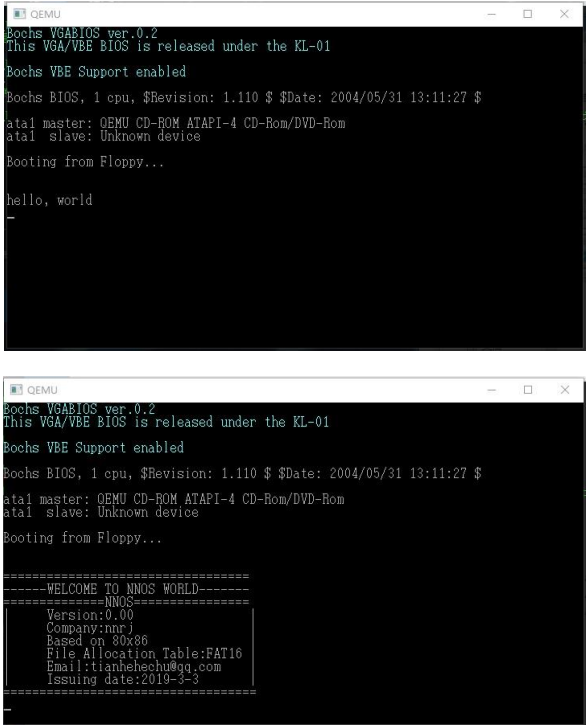 QEMU
Bochs VGABIOS ver.0.2
This VGA/VBE BIOS is released under the KL-01
Bochs VBE Support enabled
Bochs BIOS, 1 cpu, $Revision: 1.110 $ $Date: 2004/05/31 13:11:27 $
ata1 master: QEMU CD-ROM ATAPI-4 CD-Rom/DVD-Rom
ata1  slave: Unknown device
Booting from Floppy...
hello, world
QEMU
Bochs VGABIOS ver.0.2
This VGA/VBE BIOS is released under the KL-01
Bochs VBE Support enabled
Bochs BIOS, 1 cpu, $Revision: 1.110 $ $Date: 2004/05/31 13:11:27 $
ata1 master: QEMU CD-ROM ATAPI-4 CD-Rom/DVD-Rom
ata1  slave: Unknown device
Booting from Floppy...
==================================
------WELCOME TO NNOS WORLD-------
==============NNOS================
Version:0.00
Company:nnrj
Based on 80x86
File Allocation Table:FAT16
Email:tianhehechu@qq.com
Issuing date:2019-3-3
===================================